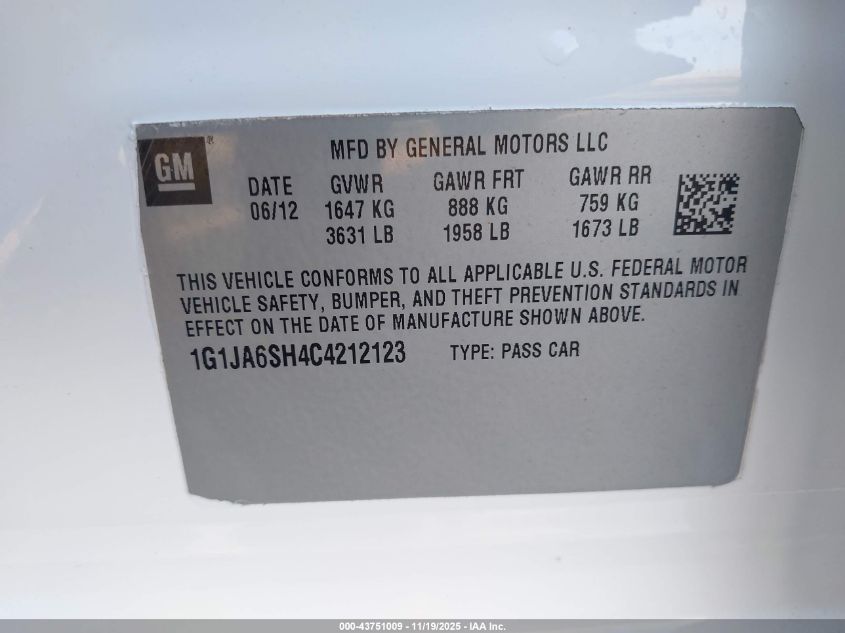 GM ®
MFD BY GENERAL MOTORS LLC
DATE GVWR GAWR FRT GAWR RR
06/12 1647 KG 888 KG 759 KG
3631 LB 1958 LB 1673 LB
THIS VEHICLE CONFORMS TO ALL APPLICABLE U.S. FEDERAL MOTOR
VEHICLE SAFETY, BUMPER, AND THEFT PREVENTION STANDARDS IN
EFFECT ON THE DATE OF MANUFACTURE SHOWN ABOVE.
1G1JA6SH4C4212123 TYPE: PASS CAR
000-43751009 - 11/19/2025 - IAA Inc.